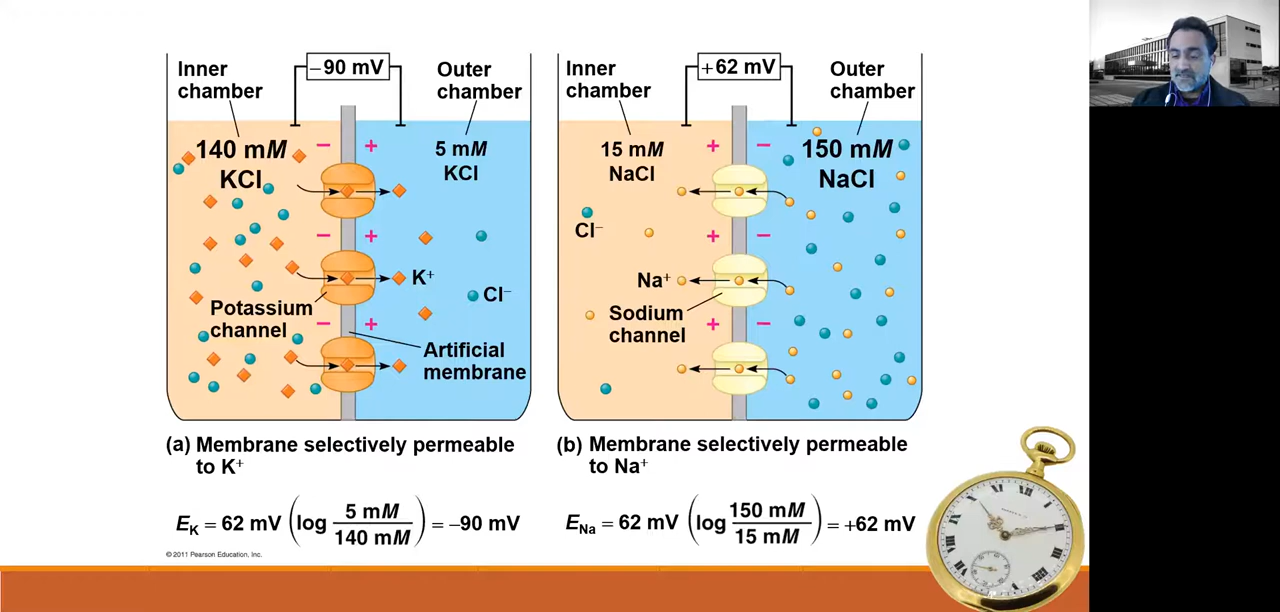 −90 mV
Inner
chamber
Outer
chamber
140 mM
KCl
5 mM
KCl
− +
− +
− +
K⁺
Cl⁻
Potassium
channel
Artificial
membrane
(a) Membrane selectively permeable
to K⁺
E_K = 62 mV (log 5 mM / 140 mM) = −90 mV
+62 mV
Inner
chamber
Outer
chamber
15 mM
NaCl
150 mM
NaCl
+ −
+ −
+ −
Cl⁻
Na⁺
Sodium
channel
(b) Membrane selectively permeable
to Na⁺
E_Na = 62 mV (log 150 mM / 15 mM) = +62 mV
© 2011 Pearson Education, Inc.